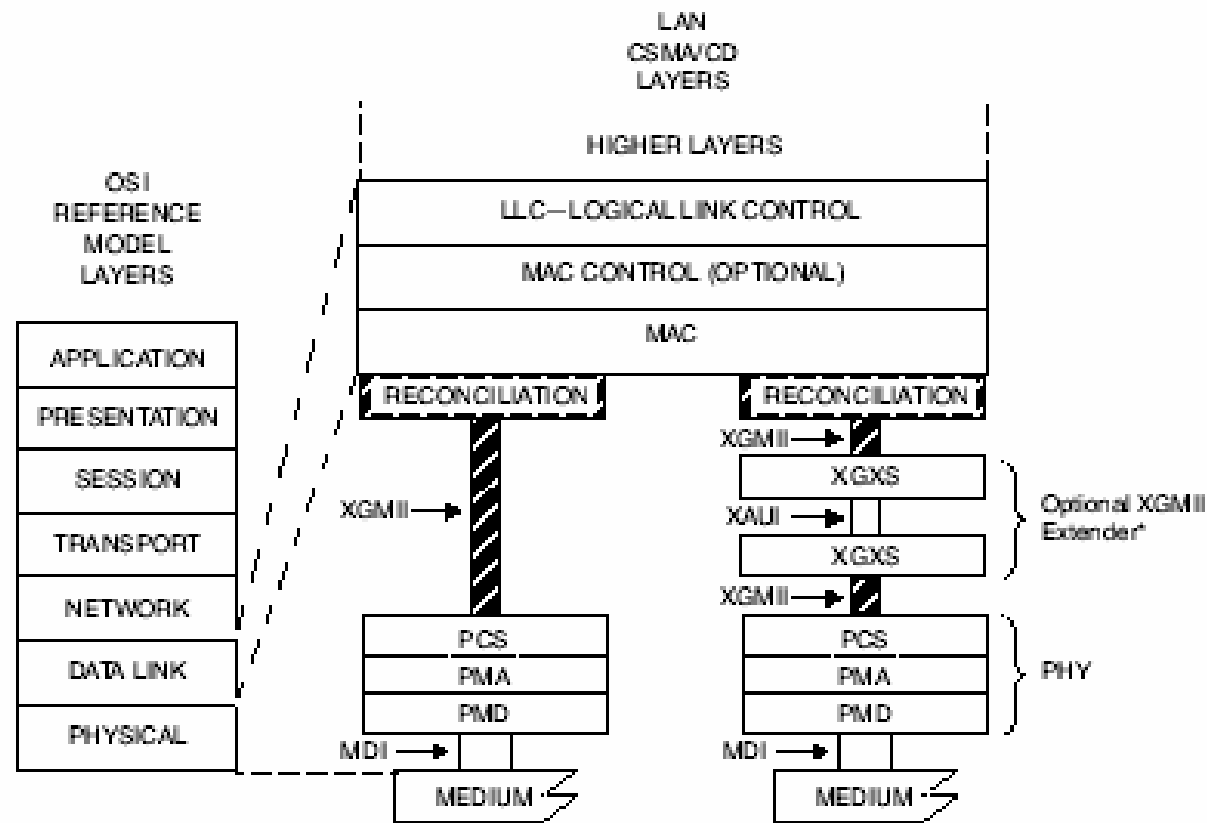 LAN
CSMA/CD
LAYERS
HIGHER LAYERS
OSI
REFERENCE
MODEL
LAYERS
LLC—LOGICAL LINK CONTROL
MAC CONTROL (OPTIONAL)
MAC
APPLICATION
PRESENTATION
SESSION
TRANSPORT
NETWORK
DATA LINK
PHYSICAL
RECONCILIATION
XGMII
PCS
PMA
PMD
MDI
MEDIUM
RECONCILIATION
XGMII
XGXS
XAUI
XGXS
XGMII
Optional XGMII
Extender*
PCS
PMA
PMD
PHY
MDI
MEDIUM